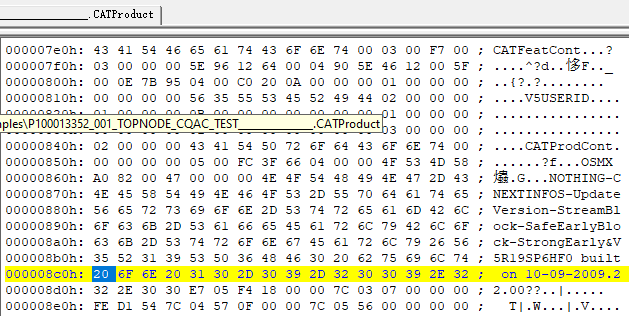 ____________.CATProduct
000007e0h: 43 41 54 46 65 61 74 43 6F 6E 74 00 03 00 F7 00 ; CATFeatCont...?
000007f0h: 03 00 00 00 5E 96 12 64 00 04 90 5E 46 12 00 5F ; ....^?d..恀F.._
00000800h: 00 0E 7B 95 04 00 C0 20 0A 00 00 00 01 00 00 00 ; ..{?.?........
00000810h: 00 00 00 00 56 35 55 53 45 52 49 44 02 00 00 00 ; ....V5USERID....
mples\P100013352_001_TOPNODE_CQAC_TEST____________.CATProduct
00000840h: 02 00 00 00 43 41 54 50 72 6F 64 43 6F 6E 74 00 ; ....CATProdCont.
00000850h: 00 00 00 00 05 00 FC 3F 66 04 00 00 4F 53 4D 58 ; .....?f...OSMX
00000860h: A0 82 00 47 00 00 00 4E 4F 54 48 49 4E 47 2D 43 ; .G...NOTHING-C
00000870h: 4E 45 58 54 49 4E 46 4F 53 2D 55 70 64 61 74 65 ; NEXTINFOS-Update
00000880h: 56 65 72 73 69 6F 6E 2D 53 74 72 65 61 6D 42 6C ; Version-StreamBl
00000890h: 6F 63 6B 2D 53 61 66 65 45 61 72 6C 79 42 6C 6F ; ock-SafeEarlyBlo
000008a0h: 63 6B 2D 53 74 72 6F 6E 67 45 61 72 6C 79 26 56 ; ck-StrongEarly&V
000008b0h: 35 52 31 39 53 50 36 48 46 30 20 62 75 69 6C 74 ; 5R19SP6HF0 built
000008c0h: 20 6F 6E 20 31 30 2D 30 39 2D 32 30 30 39 2E 32 ; on 10-09-2009.2
000008d0h: 32 2E 30 30 E7 05 F4 18 00 00 7C 03 07 00 00 00 ; 2.00??..|.....
000008e0h: FE D1 54 7C 04 57 0F 00 00 7C 05 56 00 00 00 00 ; T|.W...|.V....